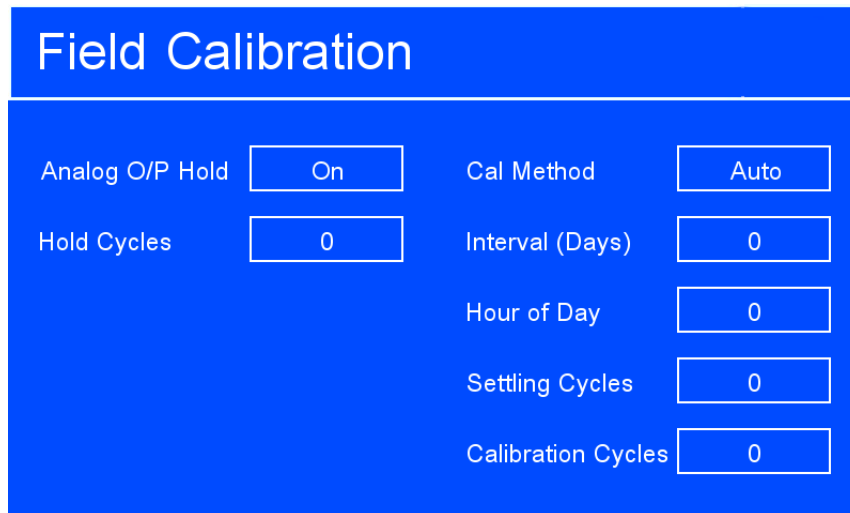 Field Calibration
Analog O/P Hold On Cal Method Auto
Hold Cycles 0 Interval (Days) 0
Hour of Day 0
Settling Cycles 0
Calibration Cycles 0